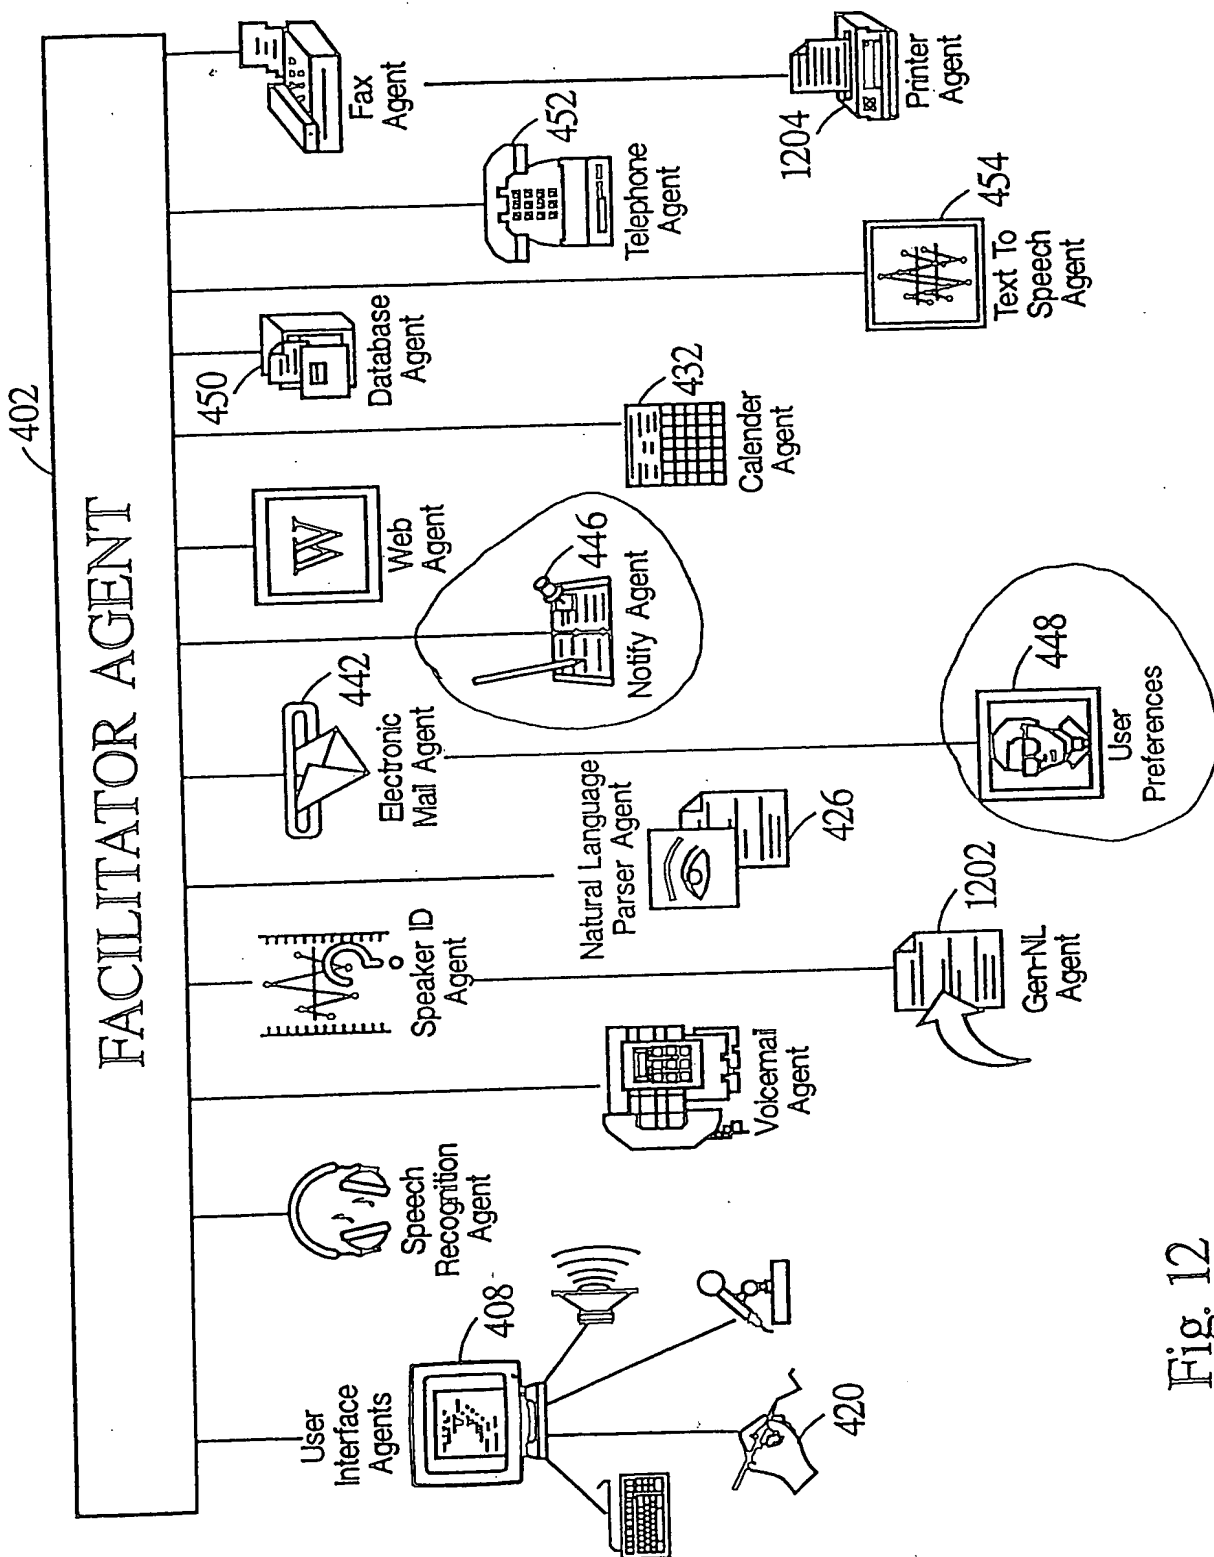 402
FACILITATOR AGENT
User
Interface
Agents
408
420
Speech
Recognition
Agent
Voicemail
Agent
Speaker ID
Agent
Gen-NL
Agent
1202
Natural Language
Parser Agent
426
Electronic
Mail Agent
442
User
Preferences
448
Notify Agent
446
W
Web
Agent
Calender
Agent
432
Database
Agent
450
Text To
Speech
Agent
454
Telephone
Agent
452
Fax
Agent
Printer
Agent
1204
Fig. 12